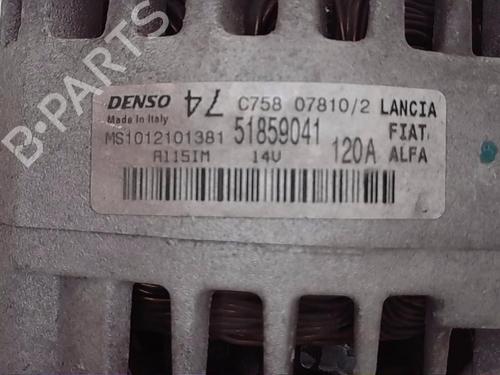 DENSO 74 C758 07810/2 LANCIA
Made in Italy
MS1012101381 51859041 FIAT.
A115IM 14V 120A ALFA
B-PARTS